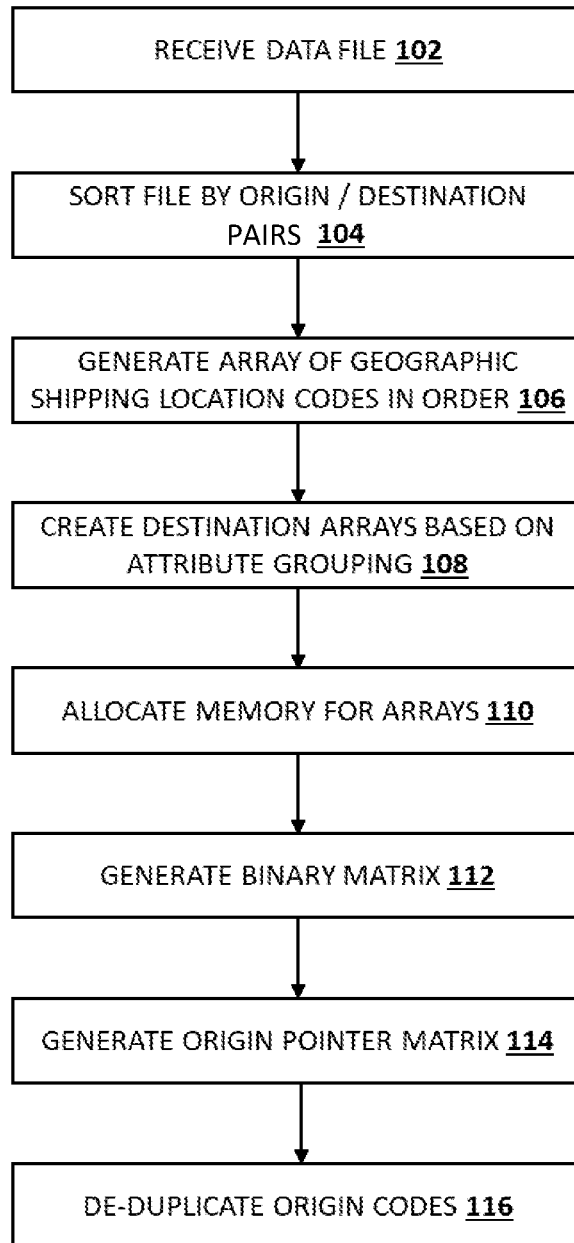 RECEIVE DATA FILE 102
SORT FILE BY ORIGIN / DESTINATION
PAIRS 104
GENERATE ARRAY OF GEOGRAPHIC
SHIPPING LOCATION CODES IN ORDER 106
CREATE DESTINATION ARRAYS BASED ON
ATTRIBUTE GROUPING 108
ALLOCATE MEMORY FOR ARRAYS 110
GENERATE BINARY MATRIX 112
GENERATE ORIGIN POINTER MATRIX 114
DE-DUPLICATE ORIGIN CODES 116